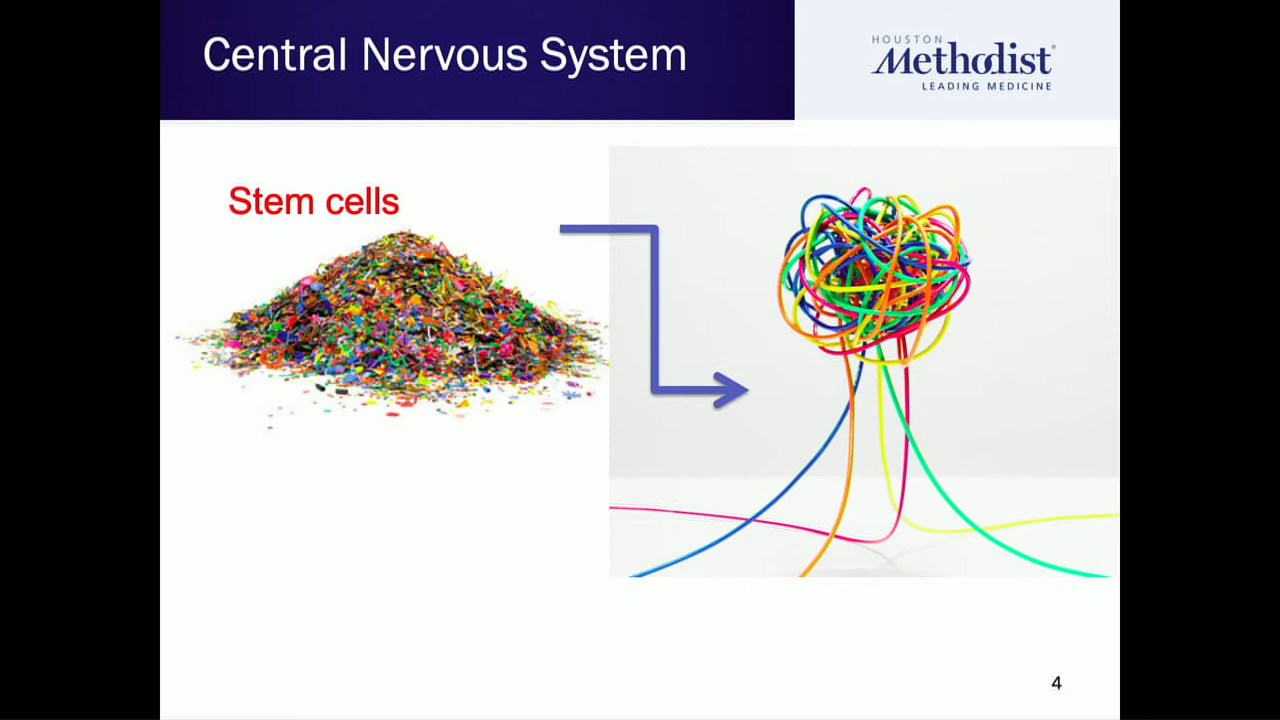 Central Nervous System
HOUSTON
Methodist®
LEADING MEDICINE
Stem cells
4